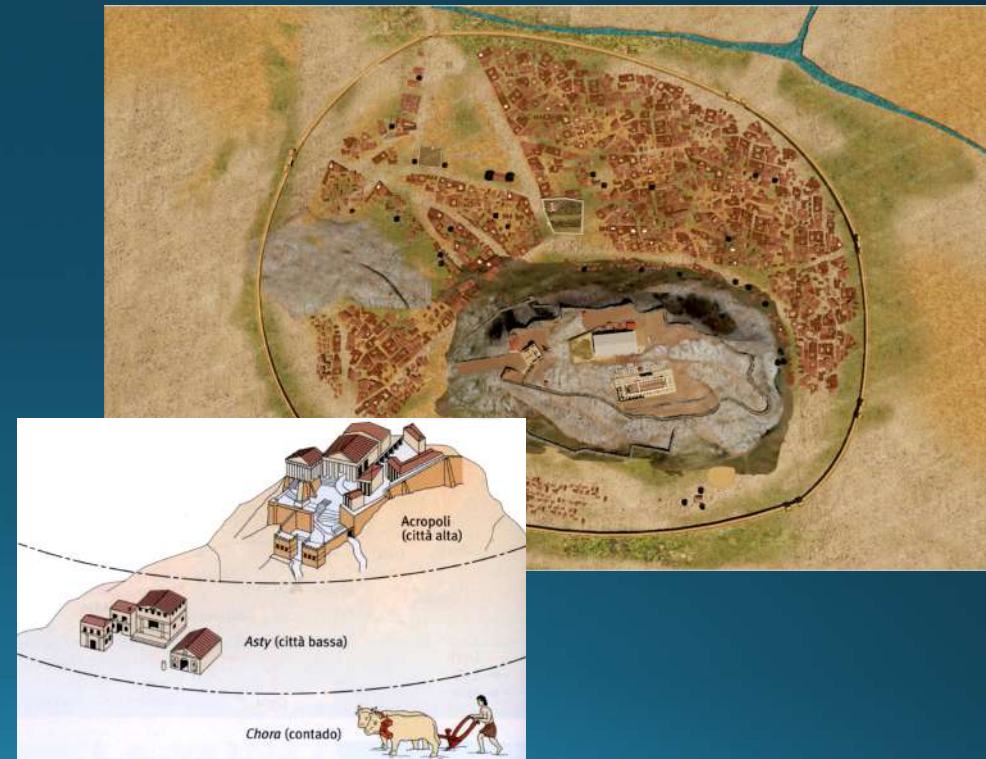 Acropoli
(città alta)
Asty (città bassa)
Chora (contado)